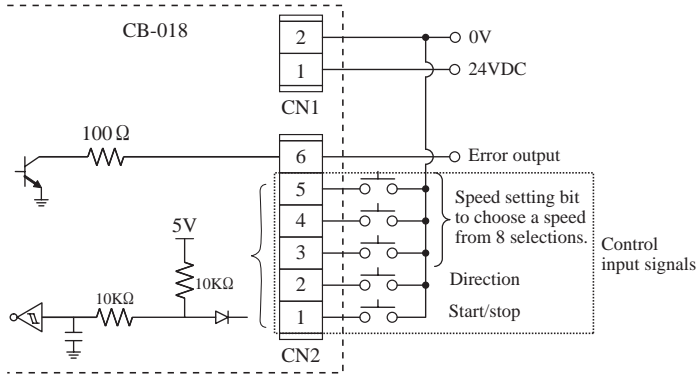 CB-018
2
0V
1
24VDC
CN1
100Ω
6
Error output
5
4
3
Speed setting bit
to choose a speed
from 8 selections.
Control
input signals
5V
10KΩ
2
Direction
10KΩ
1
Start/stop
CN2